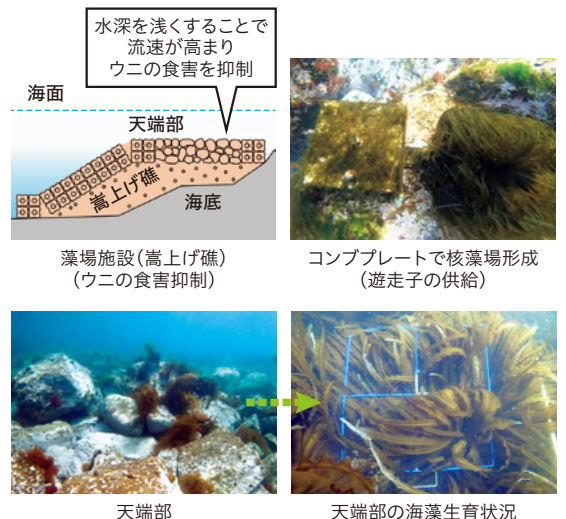 水深を浅くすることで
流速が高まり
ウニの食害を抑制
海面
天端部
嵩上げ礁
海底
藻場施設(嵩上げ礁)
(ウニの食害抑制)
コンブプレートで核藻場形成
(遊走子の供給)
天端部
天端部の海藻生育状況